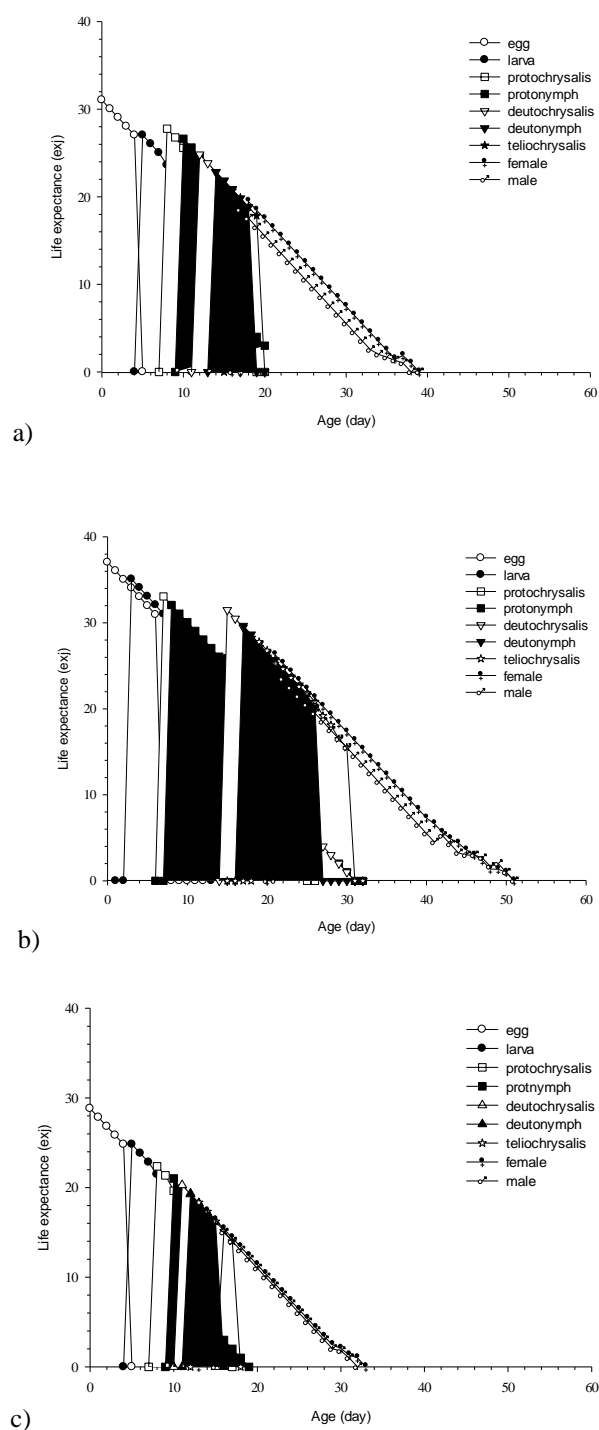 40
30
20
10
0
Life expectance (exj)
0 10 20 30 40 50 60
Age (day)
egg
larva
protochrysalis
protonymph
deutochrysalis
deutonymph
teliochrysalis
female
male
a)
40
30
20
10
0
Life expectance (exj)
0 10 20 30 40 50 60
Age (day)
egg
larva
protochrysalis
protonymph
deutochrysalis
deutonymph
teliochrysalis
female
male
b)
40
30
20
10
0
Life expectance (exj)
0 10 20 30 40 50 60
Age (day)
egg
larva
protochrysalis
protnymph
deutochrysalis
deutonymph
teliochrysalis
female
male
c)